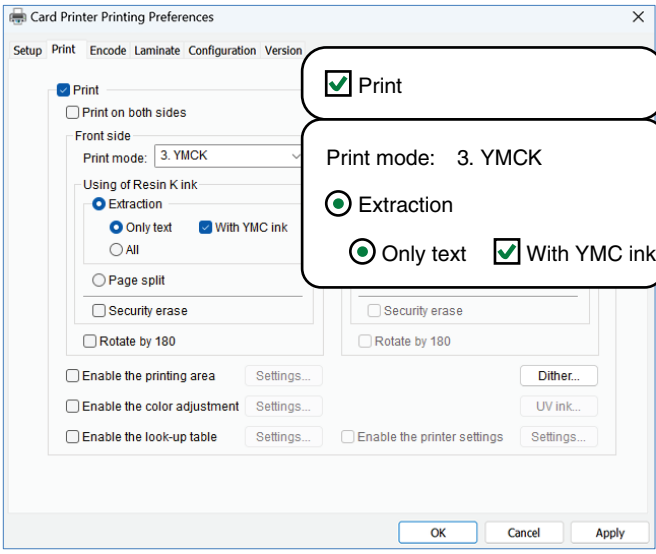 Card Printer Printing Preferences
Setup Print Encode Laminate Configuration Version
Print
Print
Print on both sides
Front side
Print mode: 3. YMCK
Print mode: 3. YMCK
Using of Resin K ink
Extraction
Extraction
Only text With YMC ink
Only text With YMC ink
All
Page split
Security erase Security erase
Rotate by 180 Rotate by 180
Enable the printing area Settings... Dither...
Enable the color adjustment Settings... UV ink...
Enable the look-up table Settings... Enable the printer settings Settings...
OK Cancel Apply